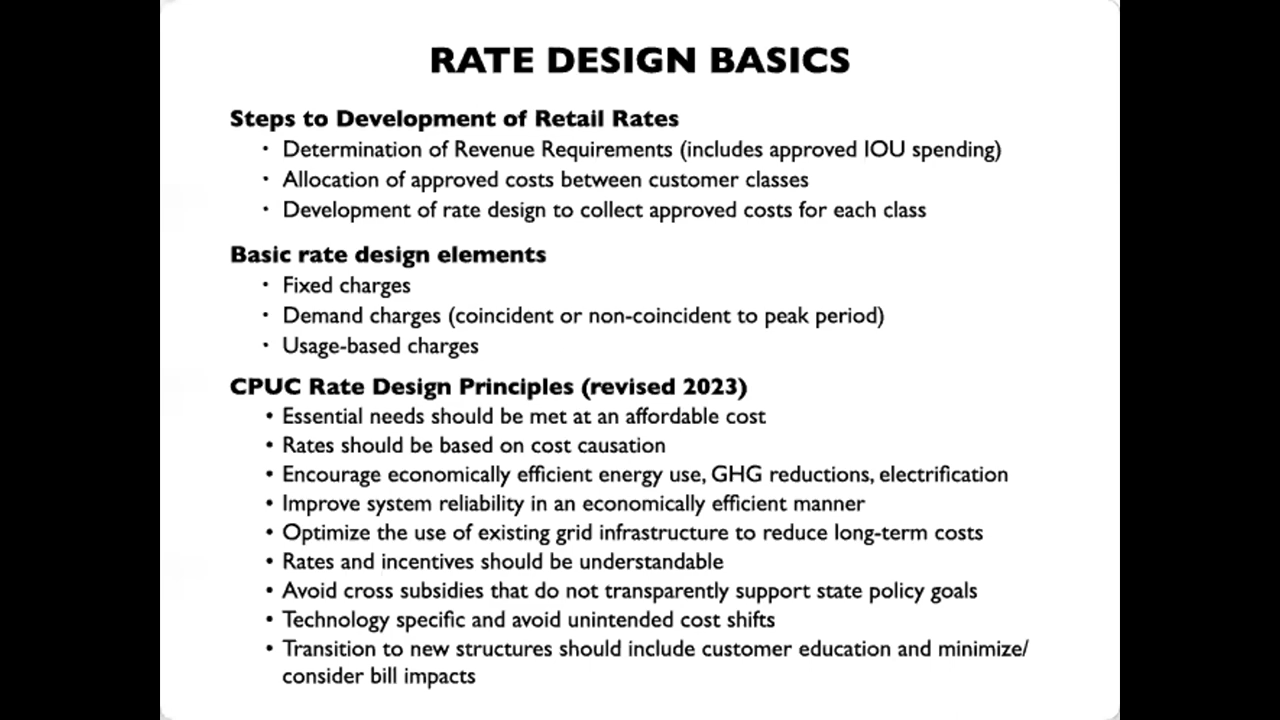 RATE DESIGN BASICS
Steps to Development of Retail Rates
• Determination of Revenue Requirements (includes approved IOU spending)
• Allocation of approved costs between customer classes
• Development of rate design to collect approved costs for each class
Basic rate design elements
• Fixed charges
• Demand charges (coincident or non-coincident to peak period)
• Usage-based charges
CPUC Rate Design Principles (revised 2023)
• Essential needs should be met at an affordable cost
• Rates should be based on cost causation
• Encourage economically efficient energy use, GHG reductions, electrification
• Improve system reliability in an economically efficient manner
• Optimize the use of existing grid infrastructure to reduce long-term costs
• Rates and incentives should be understandable
• Avoid cross subsidies that do not transparently support state policy goals
• Technology specific and avoid unintended cost shifts
• Transition to new structures should include customer education and minimize/
consider bill impacts